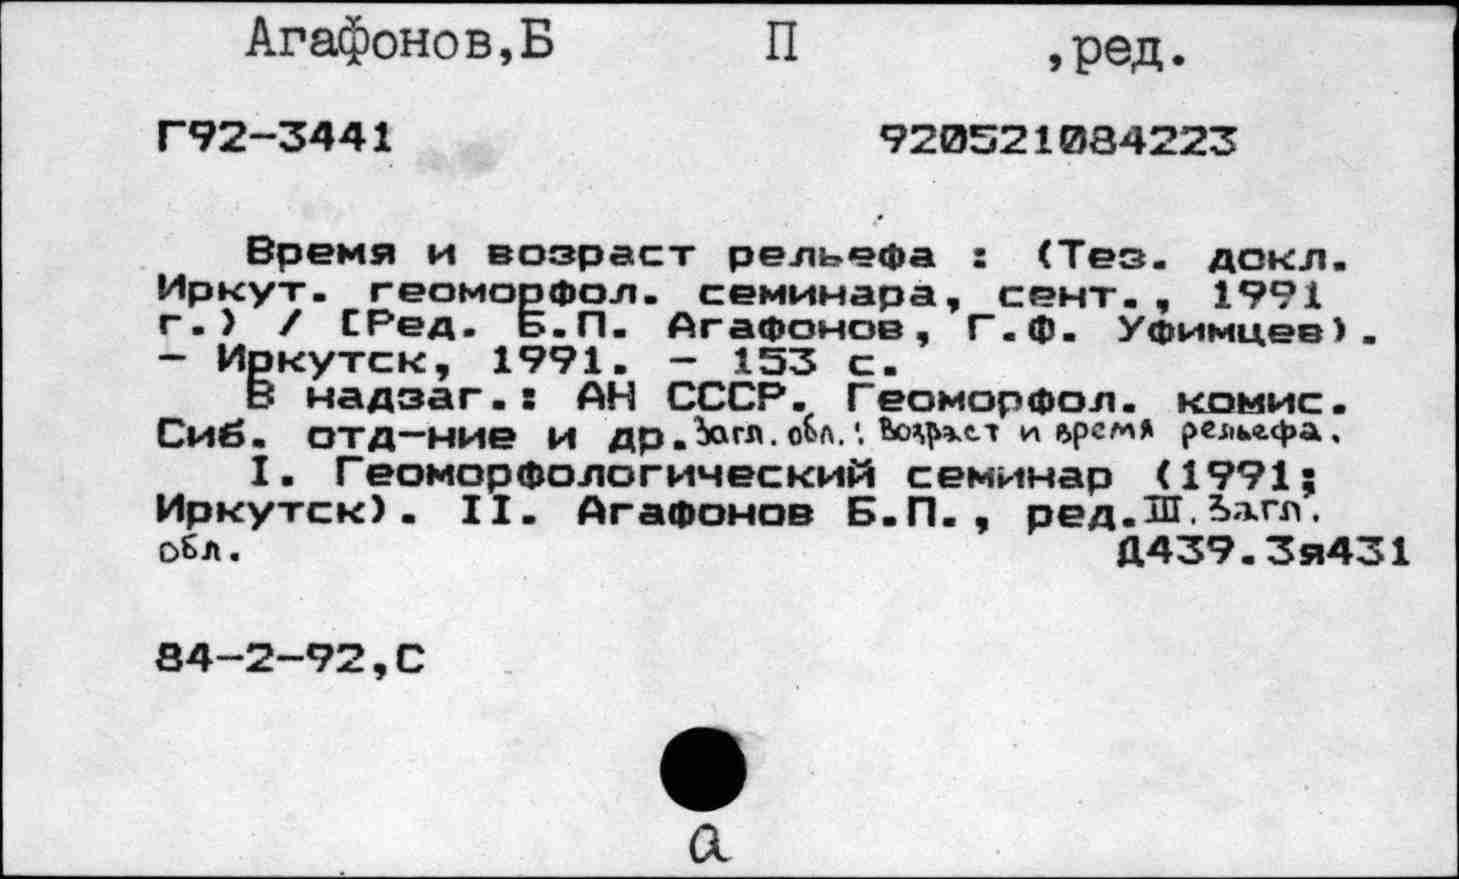 Агафонов,Б П ,ред.
Г92-3441 920521084223
Время и возраст рельефа : (Тез. докл.
Иркут. геоморфол. семинара, сент., 1991
г.) / [Ред. Б.П. Агафонов, Г.Ф. Уфимцев).
- Иркутск, 1991. - 153 с.
В надзаг.: АН СССР. Геоморфол. комис.
Сиб. отд-ние и др. Загл. обл.: Возраст и время рельефа.
I. Геоморфологический семинар (1991;
Иркутск). II. Агафонов Б.П., ред. III. Загл.
обл. Д439.3я431
84-2-92,С
а